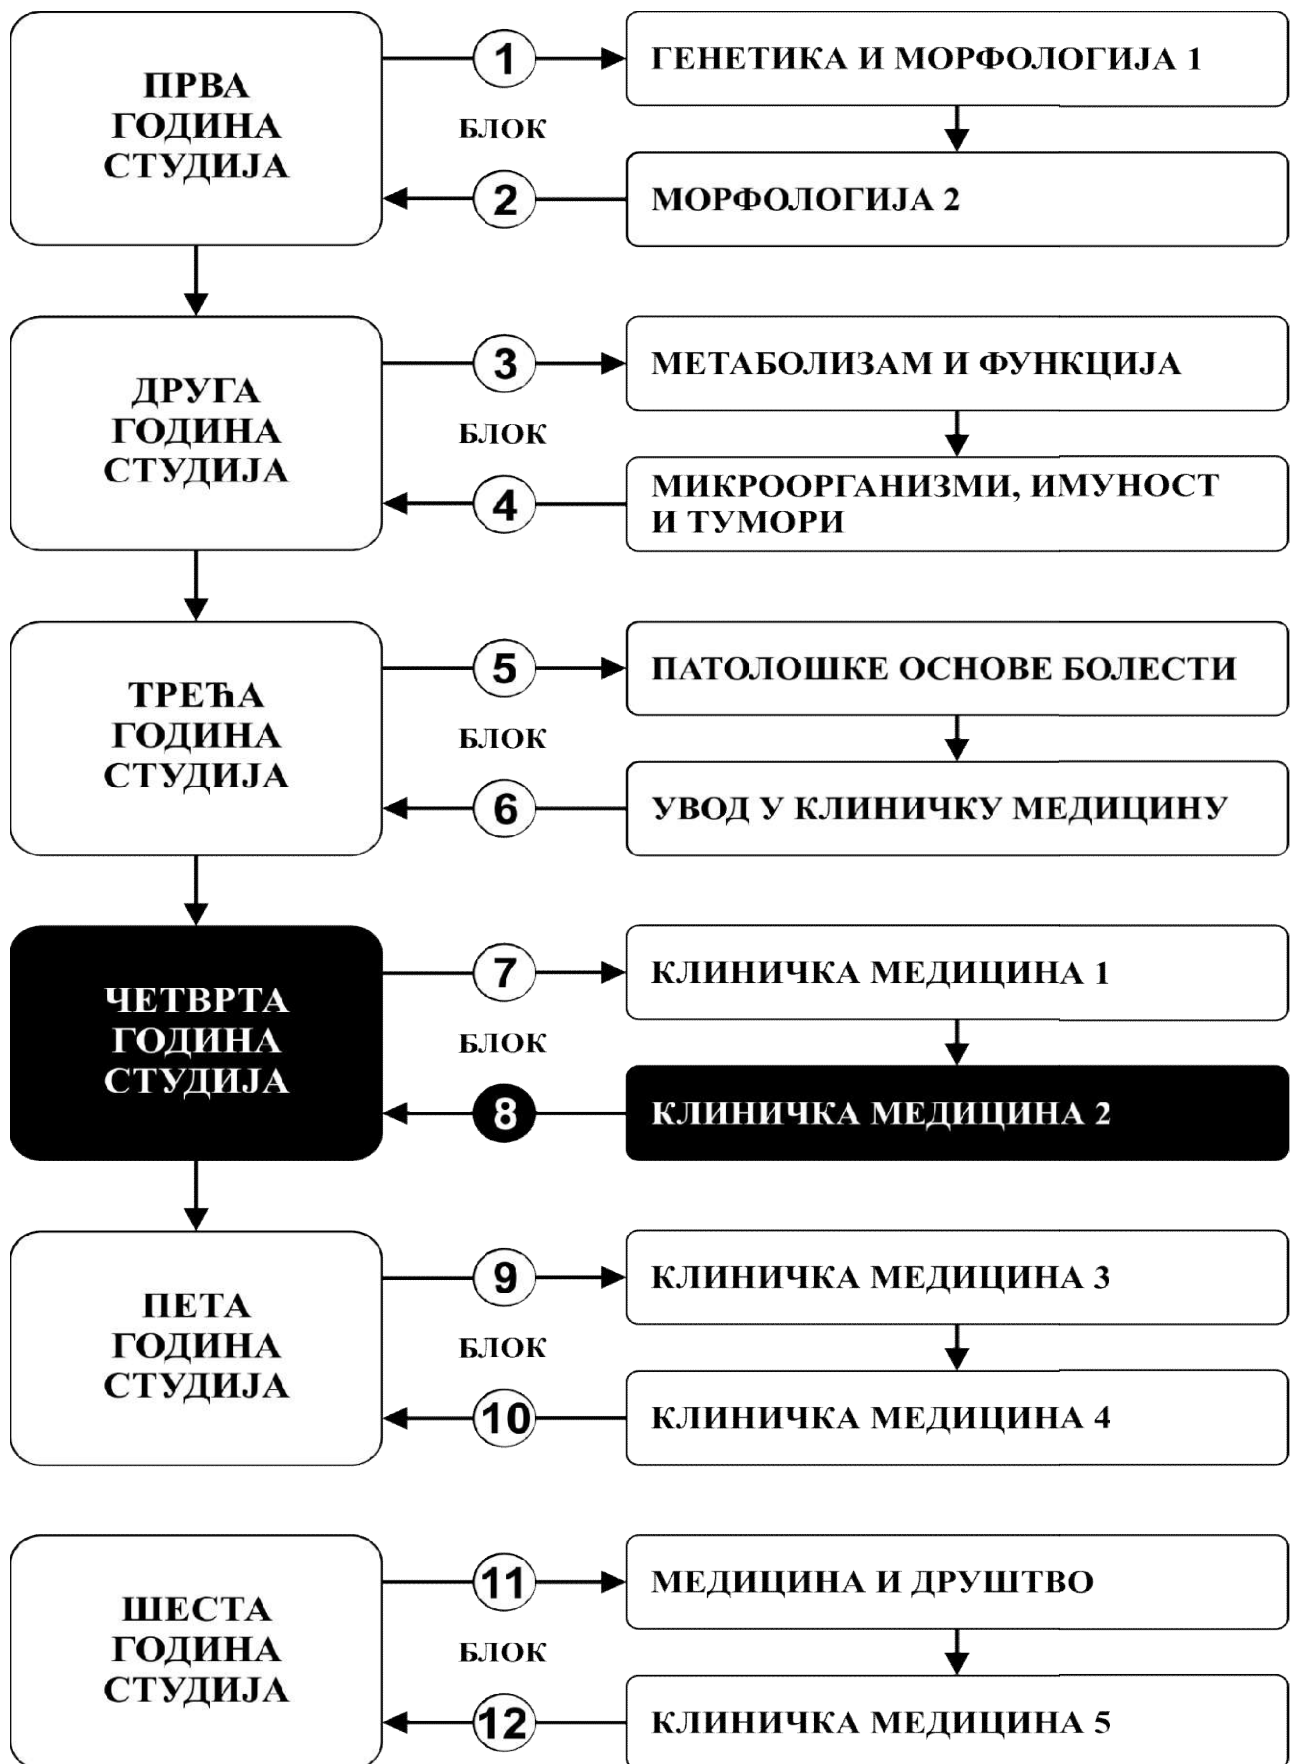 ПРВА
ГОДИНА
СТУДИЈА
1
БЛОК
2
ГЕНЕТИКА И МОРФОЛОГИЈА 1
МОРФОЛОГИЈА 2
ДРУГА
ГОДИНА
СТУДИЈА
3
БЛОК
4
МЕТАБОЛИЗАМ И ФУНКЦИЈА
МИКРООРГАНИЗМИ, ИМУНОСТ
И ТУМОРИ
ТРЕЋА
ГОДИНА
СТУДИЈА
5
БЛОК
6
ПАТОЛОШКЕ ОСНОВЕ БОЛЕСТИ
УВОД У КЛИНИЧКУ МЕДИЦИНУ
ЧЕТВРТА
ГОДИНА
СТУДИЈА
7
БЛОК
8
КЛИНИЧКА МЕДИЦИНА 1
КЛИНИЧКА МЕДИЦИНА 2
ПЕТА
ГОДИНА
СТУДИЈА
9
БЛОК
10
КЛИНИЧКА МЕДИЦИНА 3
КЛИНИЧКА МЕДИЦИНА 4
ШЕСТА
ГОДИНА
СТУДИЈА
11
БЛОК
12
МЕДИЦИНА И ДРУШТВО
КЛИНИЧКА МЕДИЦИНА 5